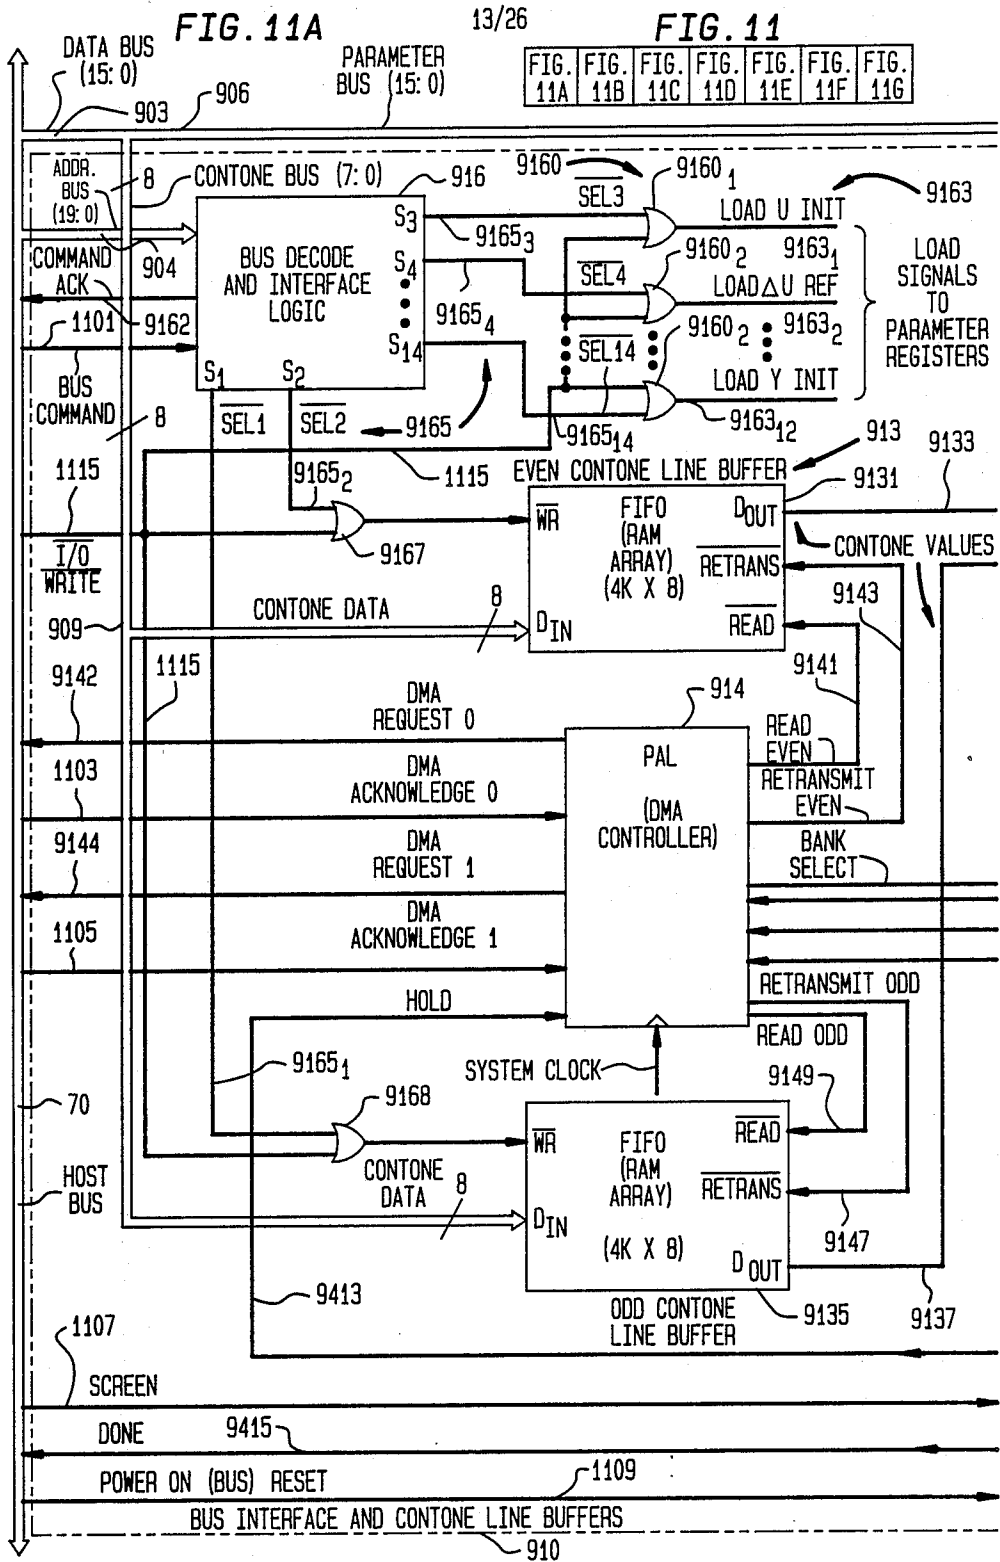 FIG. 11A
13/26
FIG. 11
FIG. 11A
FIG. 11B
FIG. 11C
FIG. 11D
FIG. 11E
FIG. 11F
FIG. 11G
DATA BUS
(15:0)
903
906
PARAMETER
BUS (15:0)
ADDR.
BUS
(19:0)
8
CONTONE BUS (7:0)
916
904
COMMAND
ACK
9162
1101
BUS
COMMAND
8
BUS DECODE
AND INTERFACE
LOGIC
S3
S4
S14
S1
S2
SEL1
SEL2
9165
9165 3
9165 4
9165 14
9160
SEL3
9160 1
LOAD U INIT
9163
9163 1
SEL4
9160 2
LOAD Δ U REF
9163 2
SEL14
9160 2
LOAD Y INIT
9163 12
LOAD
SIGNALS
TO
PARAMETER
REGISTERS
1115
I/O
WRITE
9165 2
9167
1115
EVEN CONTONE LINE BUFFER
913
9131
9133
WR
FIFO
(RAM
ARRAY)
(4K X 8)
DOUT
RETRANS
READ
DIN
CONTONE VALUES
9143
9141
909
CONTONE DATA
8
1115
9142
DMA
REQUEST 0
1103
DMA
ACKNOWLEDGE 0
9144
DMA
REQUEST 1
1105
DMA
ACKNOWLEDGE 1
HOLD
914
PAL
(DMA
CONTROLLER)
READ
EVEN
RETRANSMIT
EVEN
BANK
SELECT
RETRANSMIT ODD
READ ODD
SYSTEM CLOCK
9165 1
9168
9149
70
HOST
BUS
WR
FIFO
(RAM
ARRAY)
(4K X 8)
READ
RETRANS
DIN
D OUT
CONTONE
DATA
8
9147
9413
ODD CONTONE
LINE BUFFER
9135
9137
1107
SCREEN
DONE
9415
POWER ON (BUS) RESET
1109
BUS INTERFACE AND CONTONE LINE BUFFERS
910